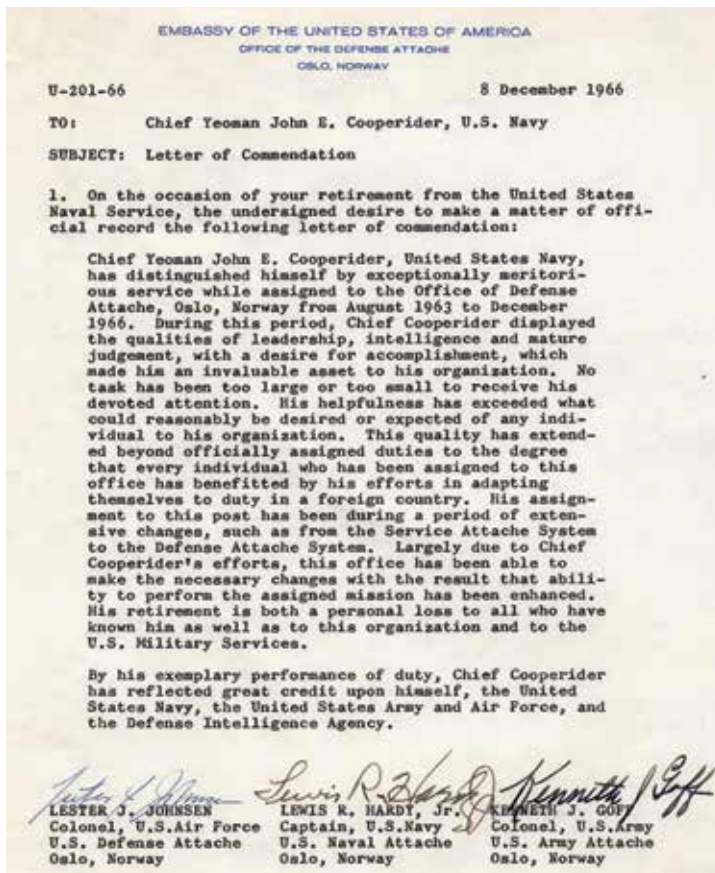 EMBASSY OF THE UNITED STATES OF AMERICA
OFFICE OF THE DEFENSE ATTACHE
OSLO, NORWAY
U-201-66 8 December 1966
TO: Chief Yeoman John E. Cooperider, U.S. Navy
SUBJECT: Letter of Commendation
1. On the occasion of your retirement from the United States
Naval Service, the undersigned desire to make a matter of offi-
cial record the following letter of commendation:
Chief Yeoman John E. Cooperider, United States Navy,
has distinguished himself by exceptionally meritori-
ous service while assigned to the Office of Defense
Attache, Oslo, Norway from August 1963 to December
1966. During this period, Chief Cooperider displayed
the qualities of leadership, intelligence and mature
judgement, with a desire for accomplishment, which
made him an invaluable asset to his organization. No
task has been too large or too small to receive his
devoted attention. His helpfulness has exceeded what
could reasonably be desired or expected of any indi-
vidual to his organization. This quality has extend-
ed beyond officially assigned duties to the degree
that every individual who has been assigned to this
office has benefitted by his efforts in adapting
themselves to duty in a foreign country. His assign-
ment to this post has been during a period of exten-
sive changes, such as from the Service Attache System
to the Defense Attache System. Largely due to Chief
Cooperider's efforts, this office has been able to
make the necessary changes with the result that abili-
ty to perform the assigned mission has been enhanced.
His retirement is both a personal loss to all who have
known him as well as to this organization and to the
U.S. Military Services.
By his exemplary performance of duty, Chief Cooperider
has reflected great credit upon himself, the United
States Navy, the United States Army and Air Force, and
the Defense Intelligence Agency.
Lester J. Johnsen Lewis R. Hardy Jr Kenneth J Goff
LESTER J. JOHNSEN LEWIS R. HARDY, Jr. KENNETH J. GOFF
Colonel, U.S.Air Force Captain, U.S.Navy Colonel, U.S.Army
U.S. Defense Attache U.S. Naval Attache U.S. Army Attache
Oslo, Norway Oslo, Norway Oslo, Norway